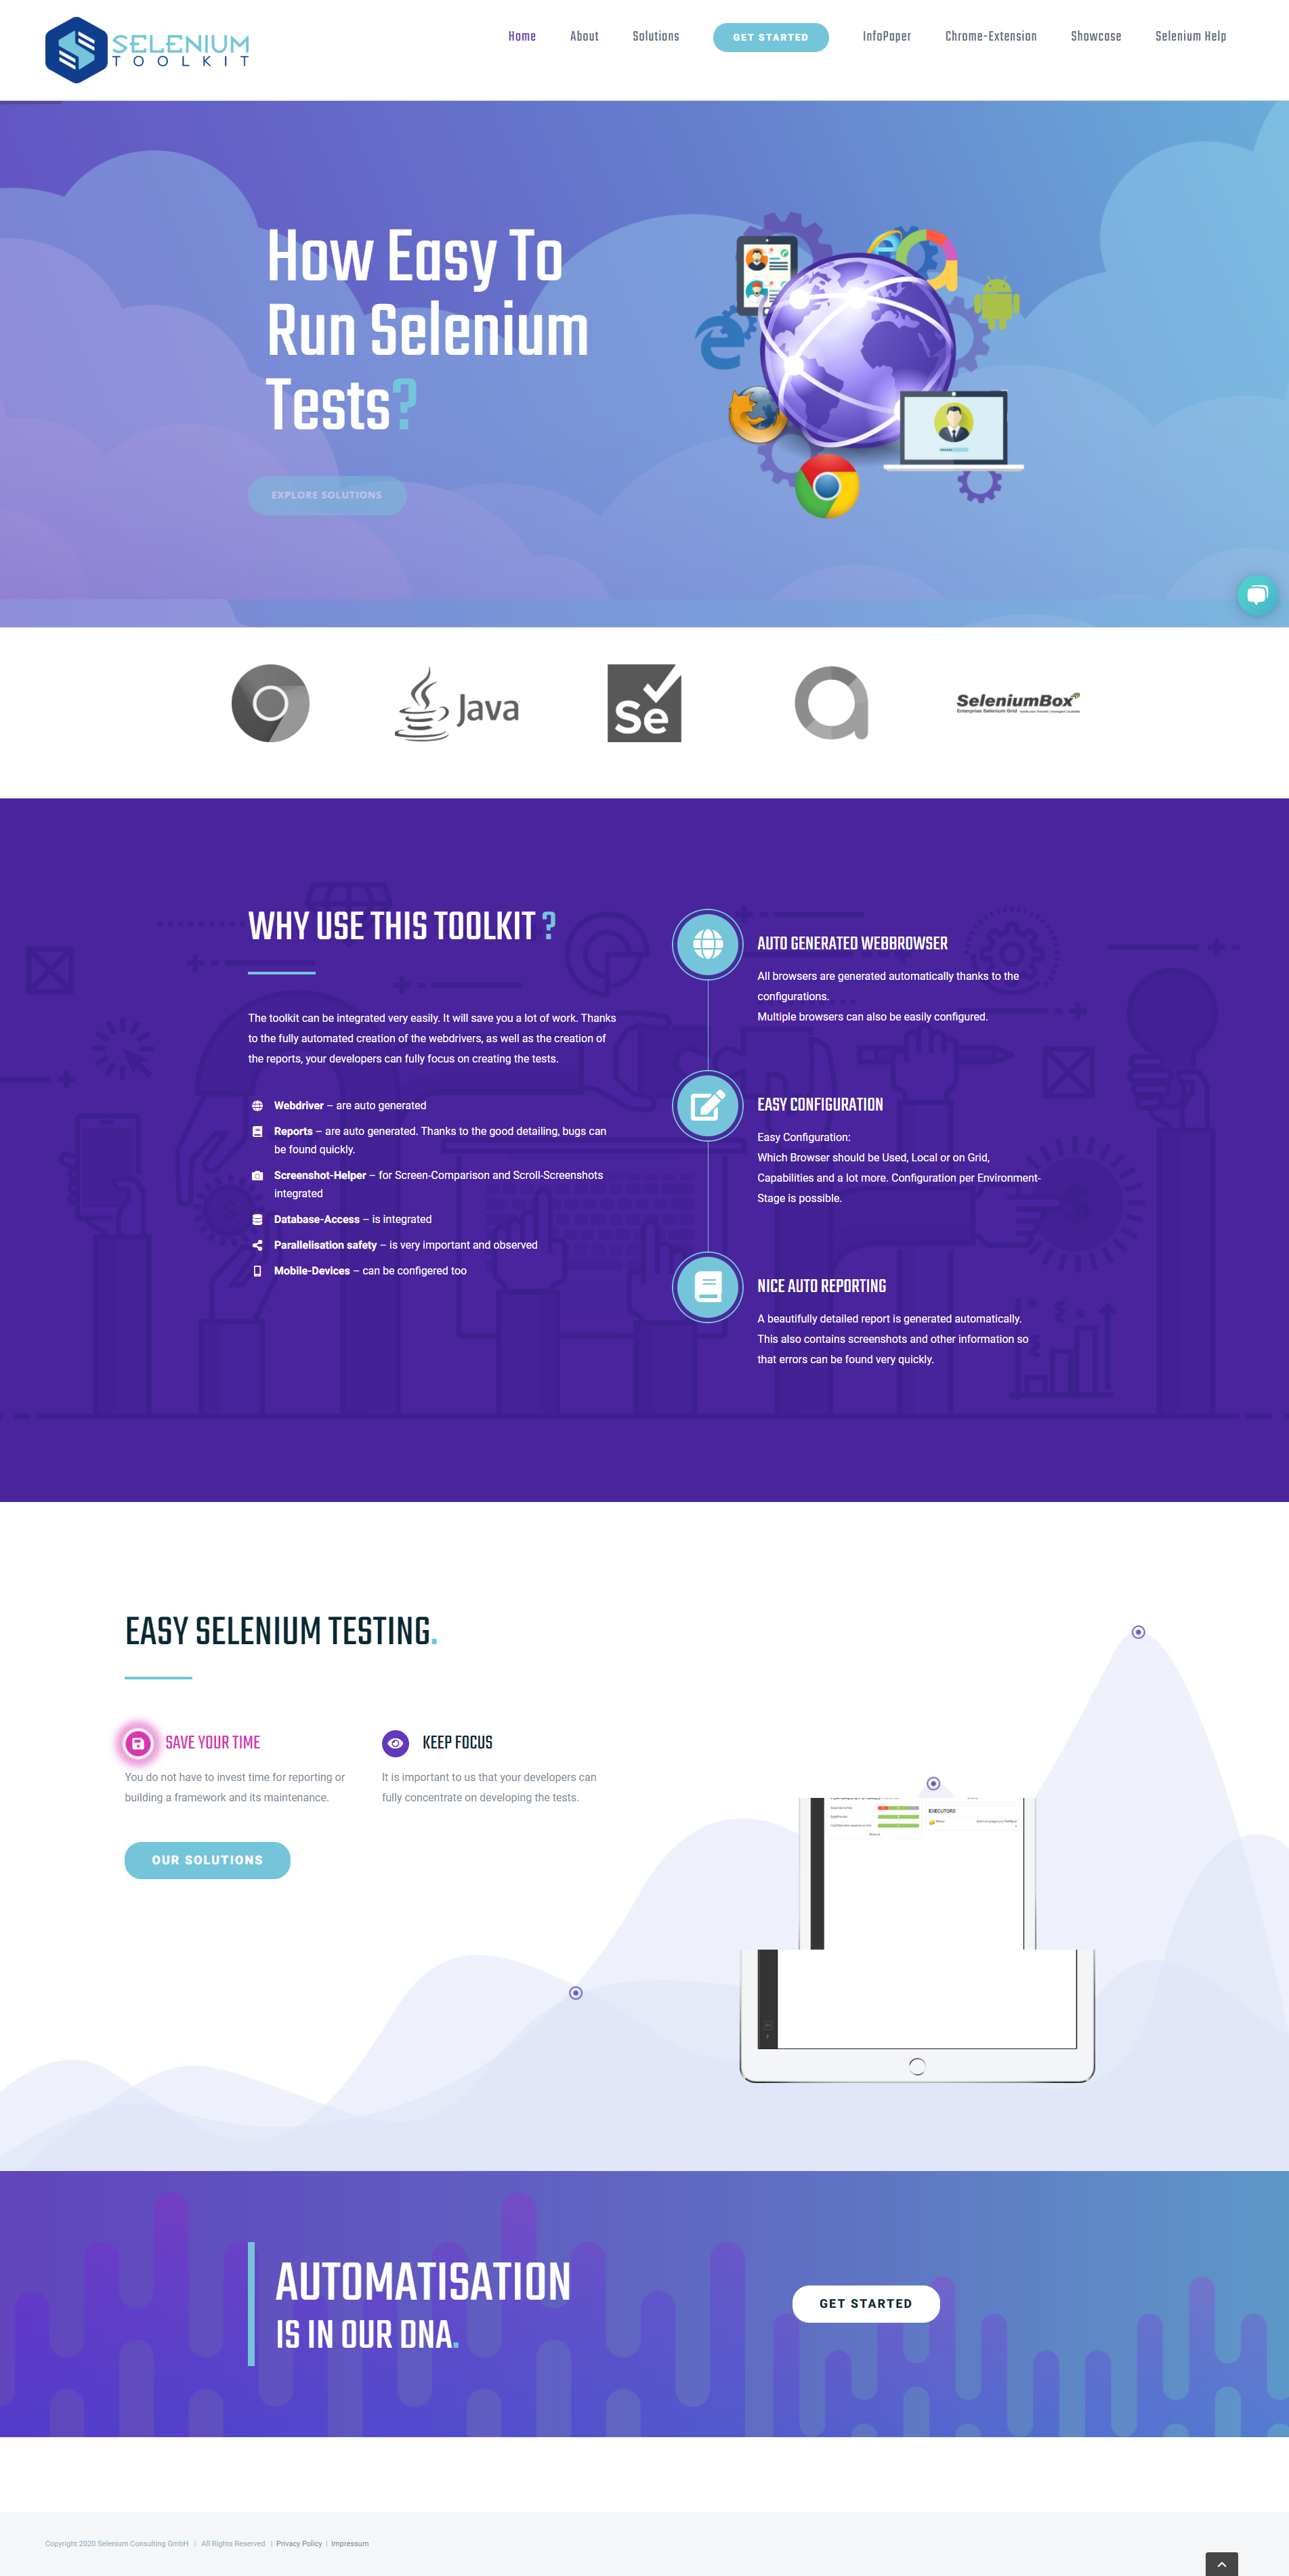 SELENIUM
TOOLKIT
Home
About
Solutions
GET STARTED
InfoPaper
Chrome-Extension
Showcase
Selenium Help
How Easy To
Run Selenium
Tests?
EXPLORE SOLUTIONS
Java
Se
SeleniumBox
Enterprise Selenium Grid
WHY USE THIS TOOLKIT ?
The toolkit can be integrated very easily. It will save you a lot of work. Thanks
to the fully automated creation of the webdrivers, as well as the creation of
the reports, your developers can fully focus on creating the tests.
Webdriver – are auto generated
Reports – are auto generated. Thanks to the good detailing, bugs can
be found quickly.
Screenshot-Helper – for Screen-Comparison and Scroll-Screenshots
integrated
Database-Access – is integrated
Parallelisation safety – is very important and observed
Mobile-Devices – can be configered too
AUTO GENERATED WEBBROWSER
All browsers are generated automatically thanks to the
configurations.
Multiple browsers can also be easily configured.
EASY CONFIGURATION
Easy Configuration:
Which Browser should be Used, Local or on Grid,
Capabilities and a lot more. Configuration per Environment-
Stage is possible.
NICE AUTO REPORTING
A beautifully detailed report is generated automatically.
This also contains screenshots and other information so
that errors can be found very quickly.
EASY SELENIUM TESTING.
SAVE YOUR TIME
You do not have to invest time for reporting or
building a framework and its maintenance.
KEEP FOCUS
It is important to us that your developers can
fully concentrate on developing the tests.
OUR SOLUTIONS
EXECUTORS
AUTOMATISATION
IS IN OUR DNA.
GET STARTED
Copyright 2020 Selenium Consulting GmbH | All Rights Reserved | Privacy Policy | Impressum